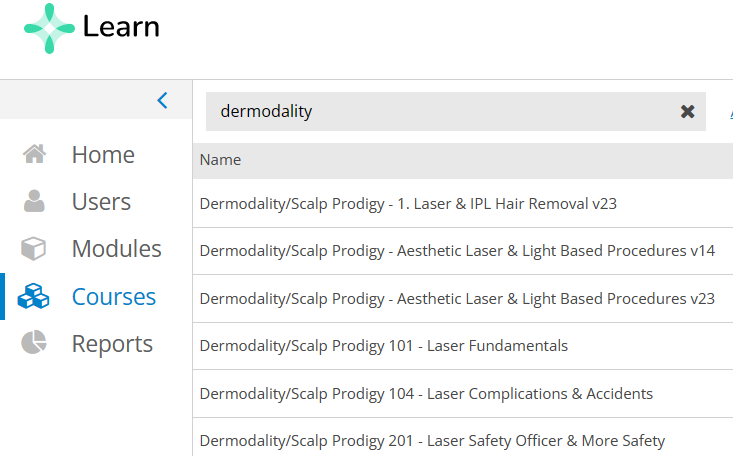 Learn
dermodality
Name
Home
Users
Modules
Courses
Reports
Dermodality/Scalp Prodigy - 1. Laser & IPL Hair Removal v23
Dermodality/Scalp Prodigy - Aesthetic Laser & Light Based Procedures v14
Dermodality/Scalp Prodigy - Aesthetic Laser & Light Based Procedures v23
Dermodality/Scalp Prodigy 101 - Laser Fundamentals
Dermodality/Scalp Prodigy 104 - Laser Complications & Accidents
Dermodality/Scalp Prodigy 201 - Laser Safety Officer & More Safety